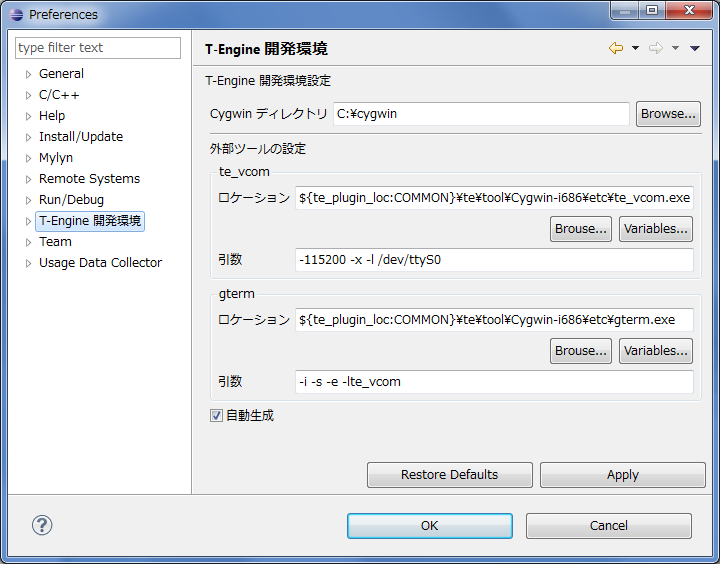 Preferences
type filter text
General
C/C++
Help
Install/Update
Mylyn
Remote Systems
Run/Debug
T-Engine 開発環境
Team
Usage Data Collector
T-Engine 開発環境
T-Engine 開発環境設定
Cygwin ディレクトリ C:¥cygwin Browse...
外部ツールの設定
te_vcom
ロケーション ${te_plugin_loc:COMMON}¥te¥tool¥Cygwin-i686¥etc¥te_vcom.exe
Brouse... Variables...
引数 -115200 -x -l /dev/ttyS0
gterm
ロケーション ${te_plugin_loc:COMMON}¥te¥tool¥Cygwin-i686¥etc¥gterm.exe
Brouse... Variables...
引数 -i -s -e -lte_vcom
自動生成
Restore Defaults Apply
? OK Cancel